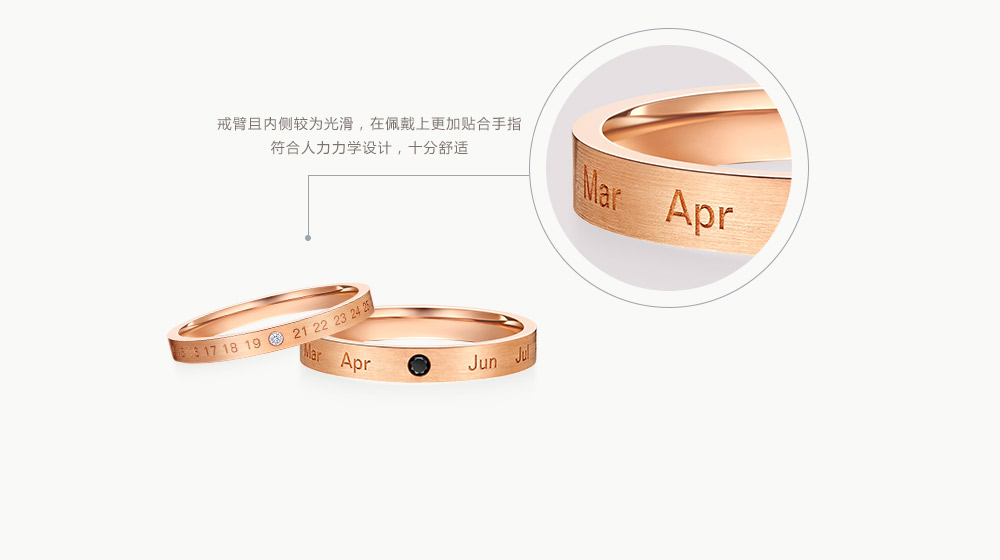 戒臂且内侧较为光滑，在佩戴上更加贴合手指
符合人力力学设计，十分舒适
Mar Apr
17 18 19 21 22 23 24 25
Mar Apr Jun Jul